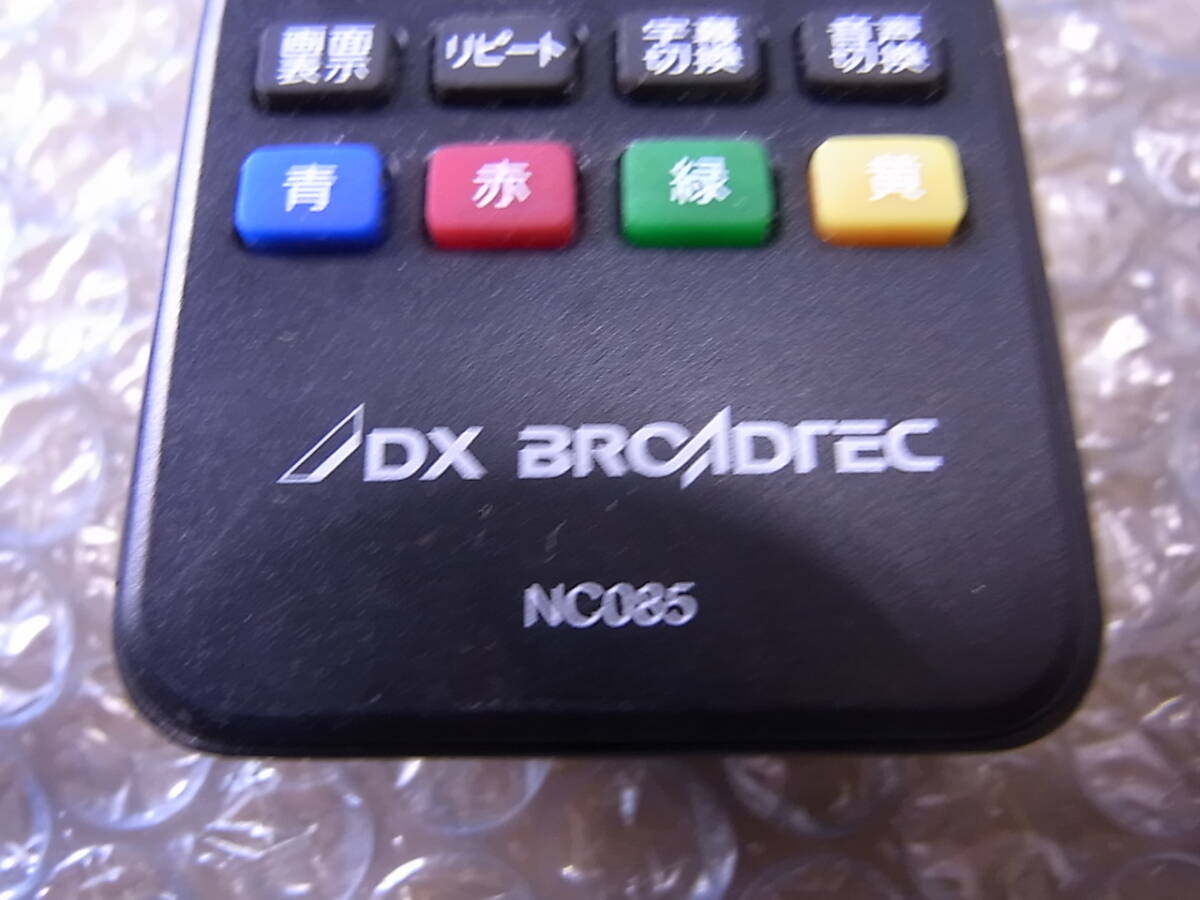 画面 リピート 字幕 音声
表示 切換 切換
青 赤 緑 黄
DX BROADTEC
NC085